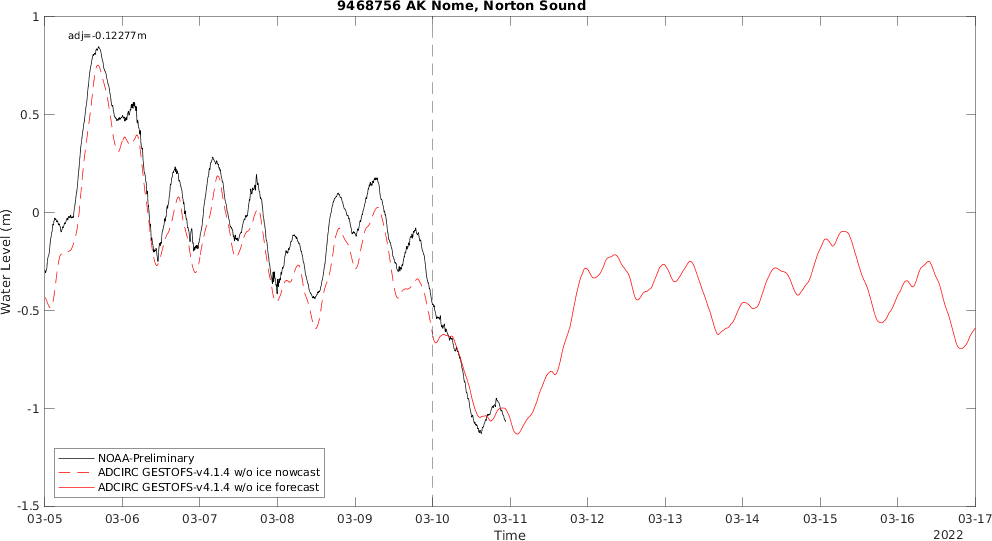 9468756 AK Nome, Norton Sound
adj=-0.12277m
1
0.5
0
-0.5
-1
-1.5
Water Level (m)
NOAA-Preliminary
ADCIRC GESTOFS-v4.1.4 w/o ice nowcast
ADCIRC GESTOFS-v4.1.4 w/o ice forecast
03-05 03-06 03-07 03-08 03-09 03-10 03-11 03-12 03-13 03-14 03-15 03-16 03-17
Time
2022